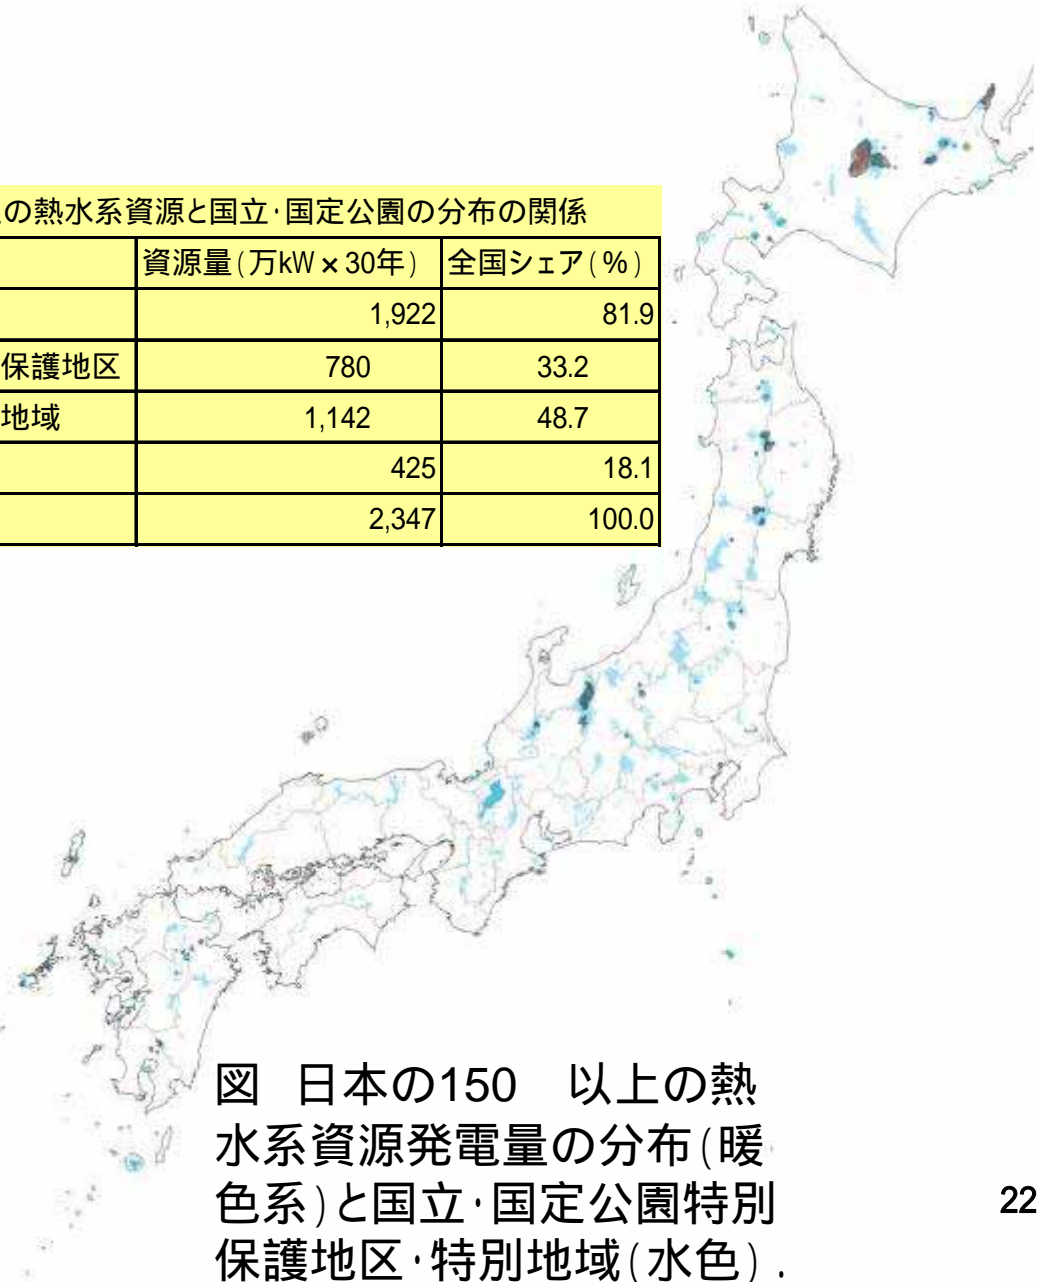 の熱水系資源と国立·国定公園の分布の関係
資源量(万kW×30年) 全国シェア(%)
1,922 81.9
保護地区 780 33.2
地域 1,142 48.7
425 18.1
2,347 100.0
図 日本の150 以上の熱
水系資源発電量の分布(暖
色系)と国立·国定公園特別
保護地区·特別地域(水色).
22